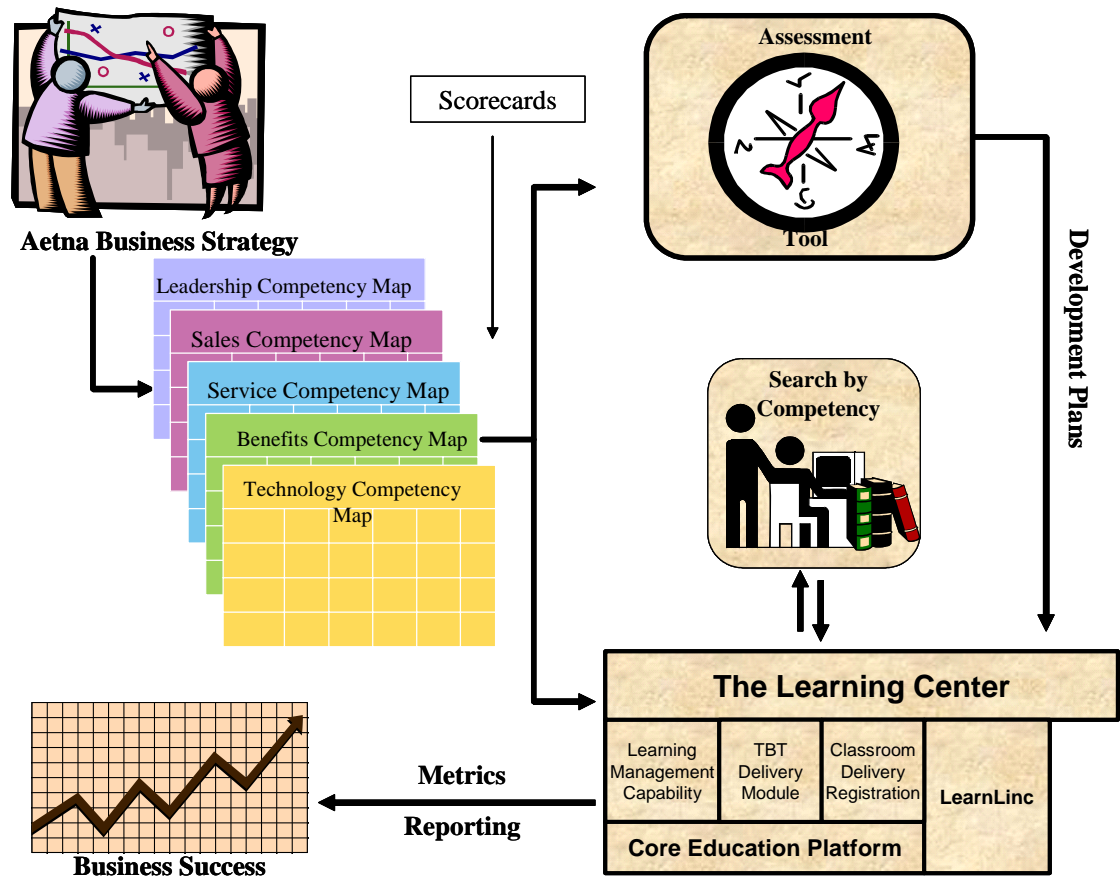 Assessment
Tool
Scorecards
Aetna Business Strategy
Leadership Competency Map
Sales Competency Map
Service Competency Map
Benefits Competency Map
Technology Competency
Map
Development Plans
Search by
Competency
The Learning Center
Learning
Management
Capability
TBT
Delivery
Module
Classroom
Delivery
Registration
LearnLinc
Core Education Platform
Metrics
Reporting
Business Success